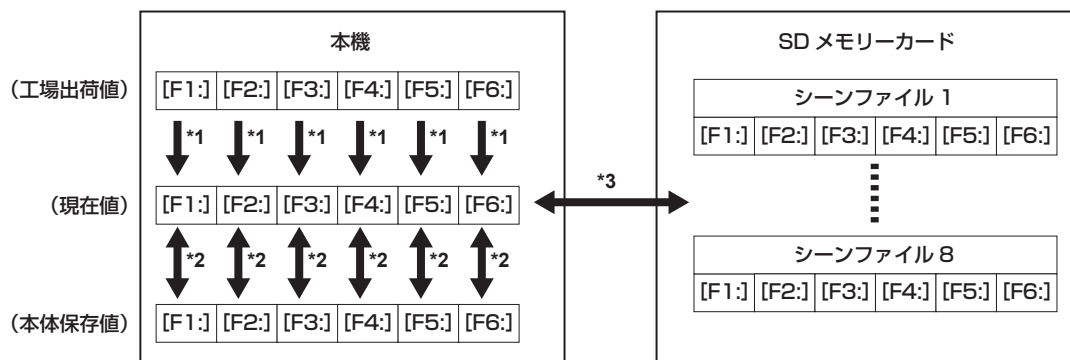 本機
(工場出荷値) [F1:] [F2:] [F3:] [F4:] [F5:] [F6:]
*1 *1 *1 *1 *1 *1
(現在値) [F1:] [F2:] [F3:] [F4:] [F5:] [F6:]
*2 *2 *2 *2 *2 *2
(本体保存値) [F1:] [F2:] [F3:] [F4:] [F5:] [F6:]
*3
SD メモリーカード
シーンファイル 1
[F1:] [F2:] [F3:] [F4:] [F5:] [F6:]
シーンファイル 8
[F1:] [F2:] [F3:] [F4:] [F5:] [F6:]